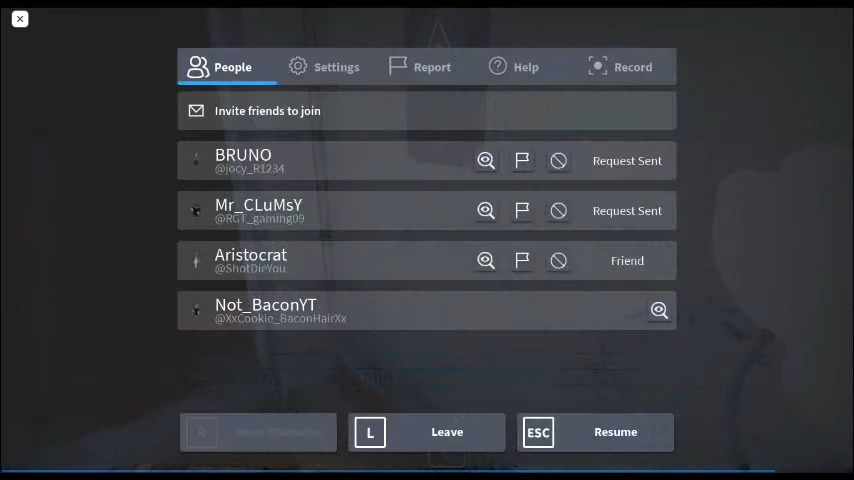 People
Settings
Report
Help
Record
Invite friends to join
BRUNO
@jocy_R1234
Request Sent
Mr_CLuMsY
@RGT_gaming09
Request Sent
Aristocrat
@ShotDieYou
Friend
Not_BaconYT
@XxCookie_BaconHairXx
R
L
Leave
ESC
Resume